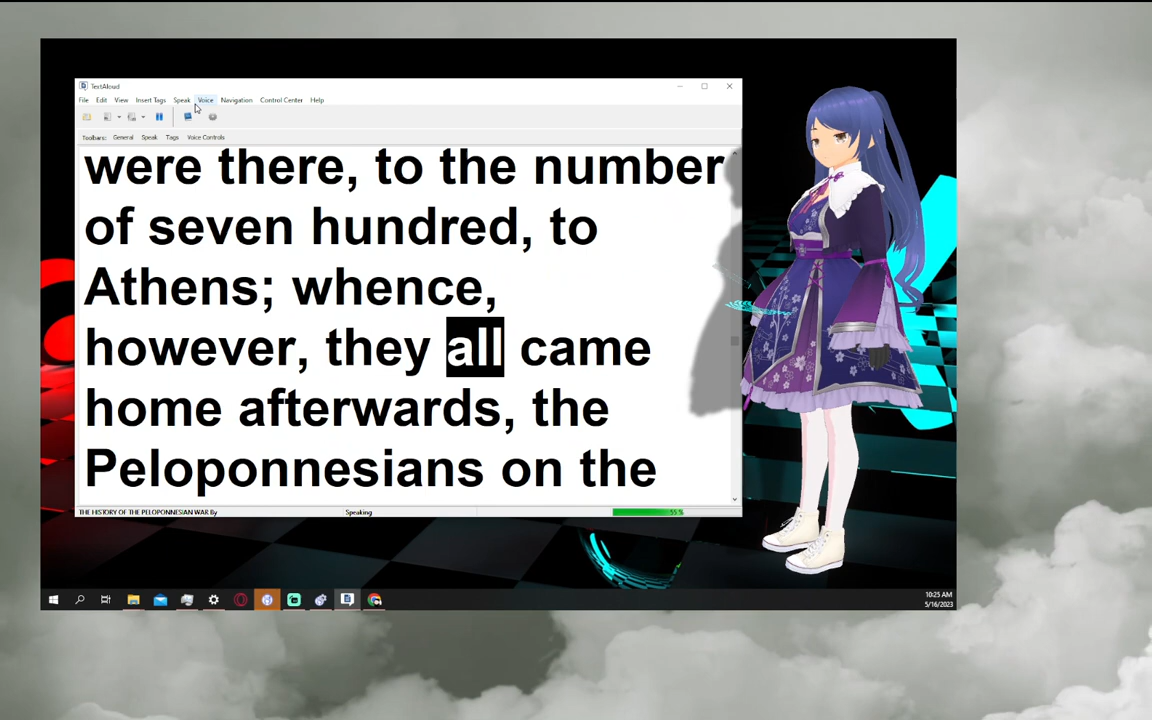 TextAloud
File Edit View Insert Tags Speak Voice Navigation Control Center Help
Toolbars: General Speak Tags Voice Controls
were there, to the number
of seven hundred, to
Athens; whence,
however, they all came
home afterwards, the
Peloponnesians on the
THE HISTORY OF THE PELOPONNESIAN WAR By Speaking 55 %
10:25 AM
5/16/2023